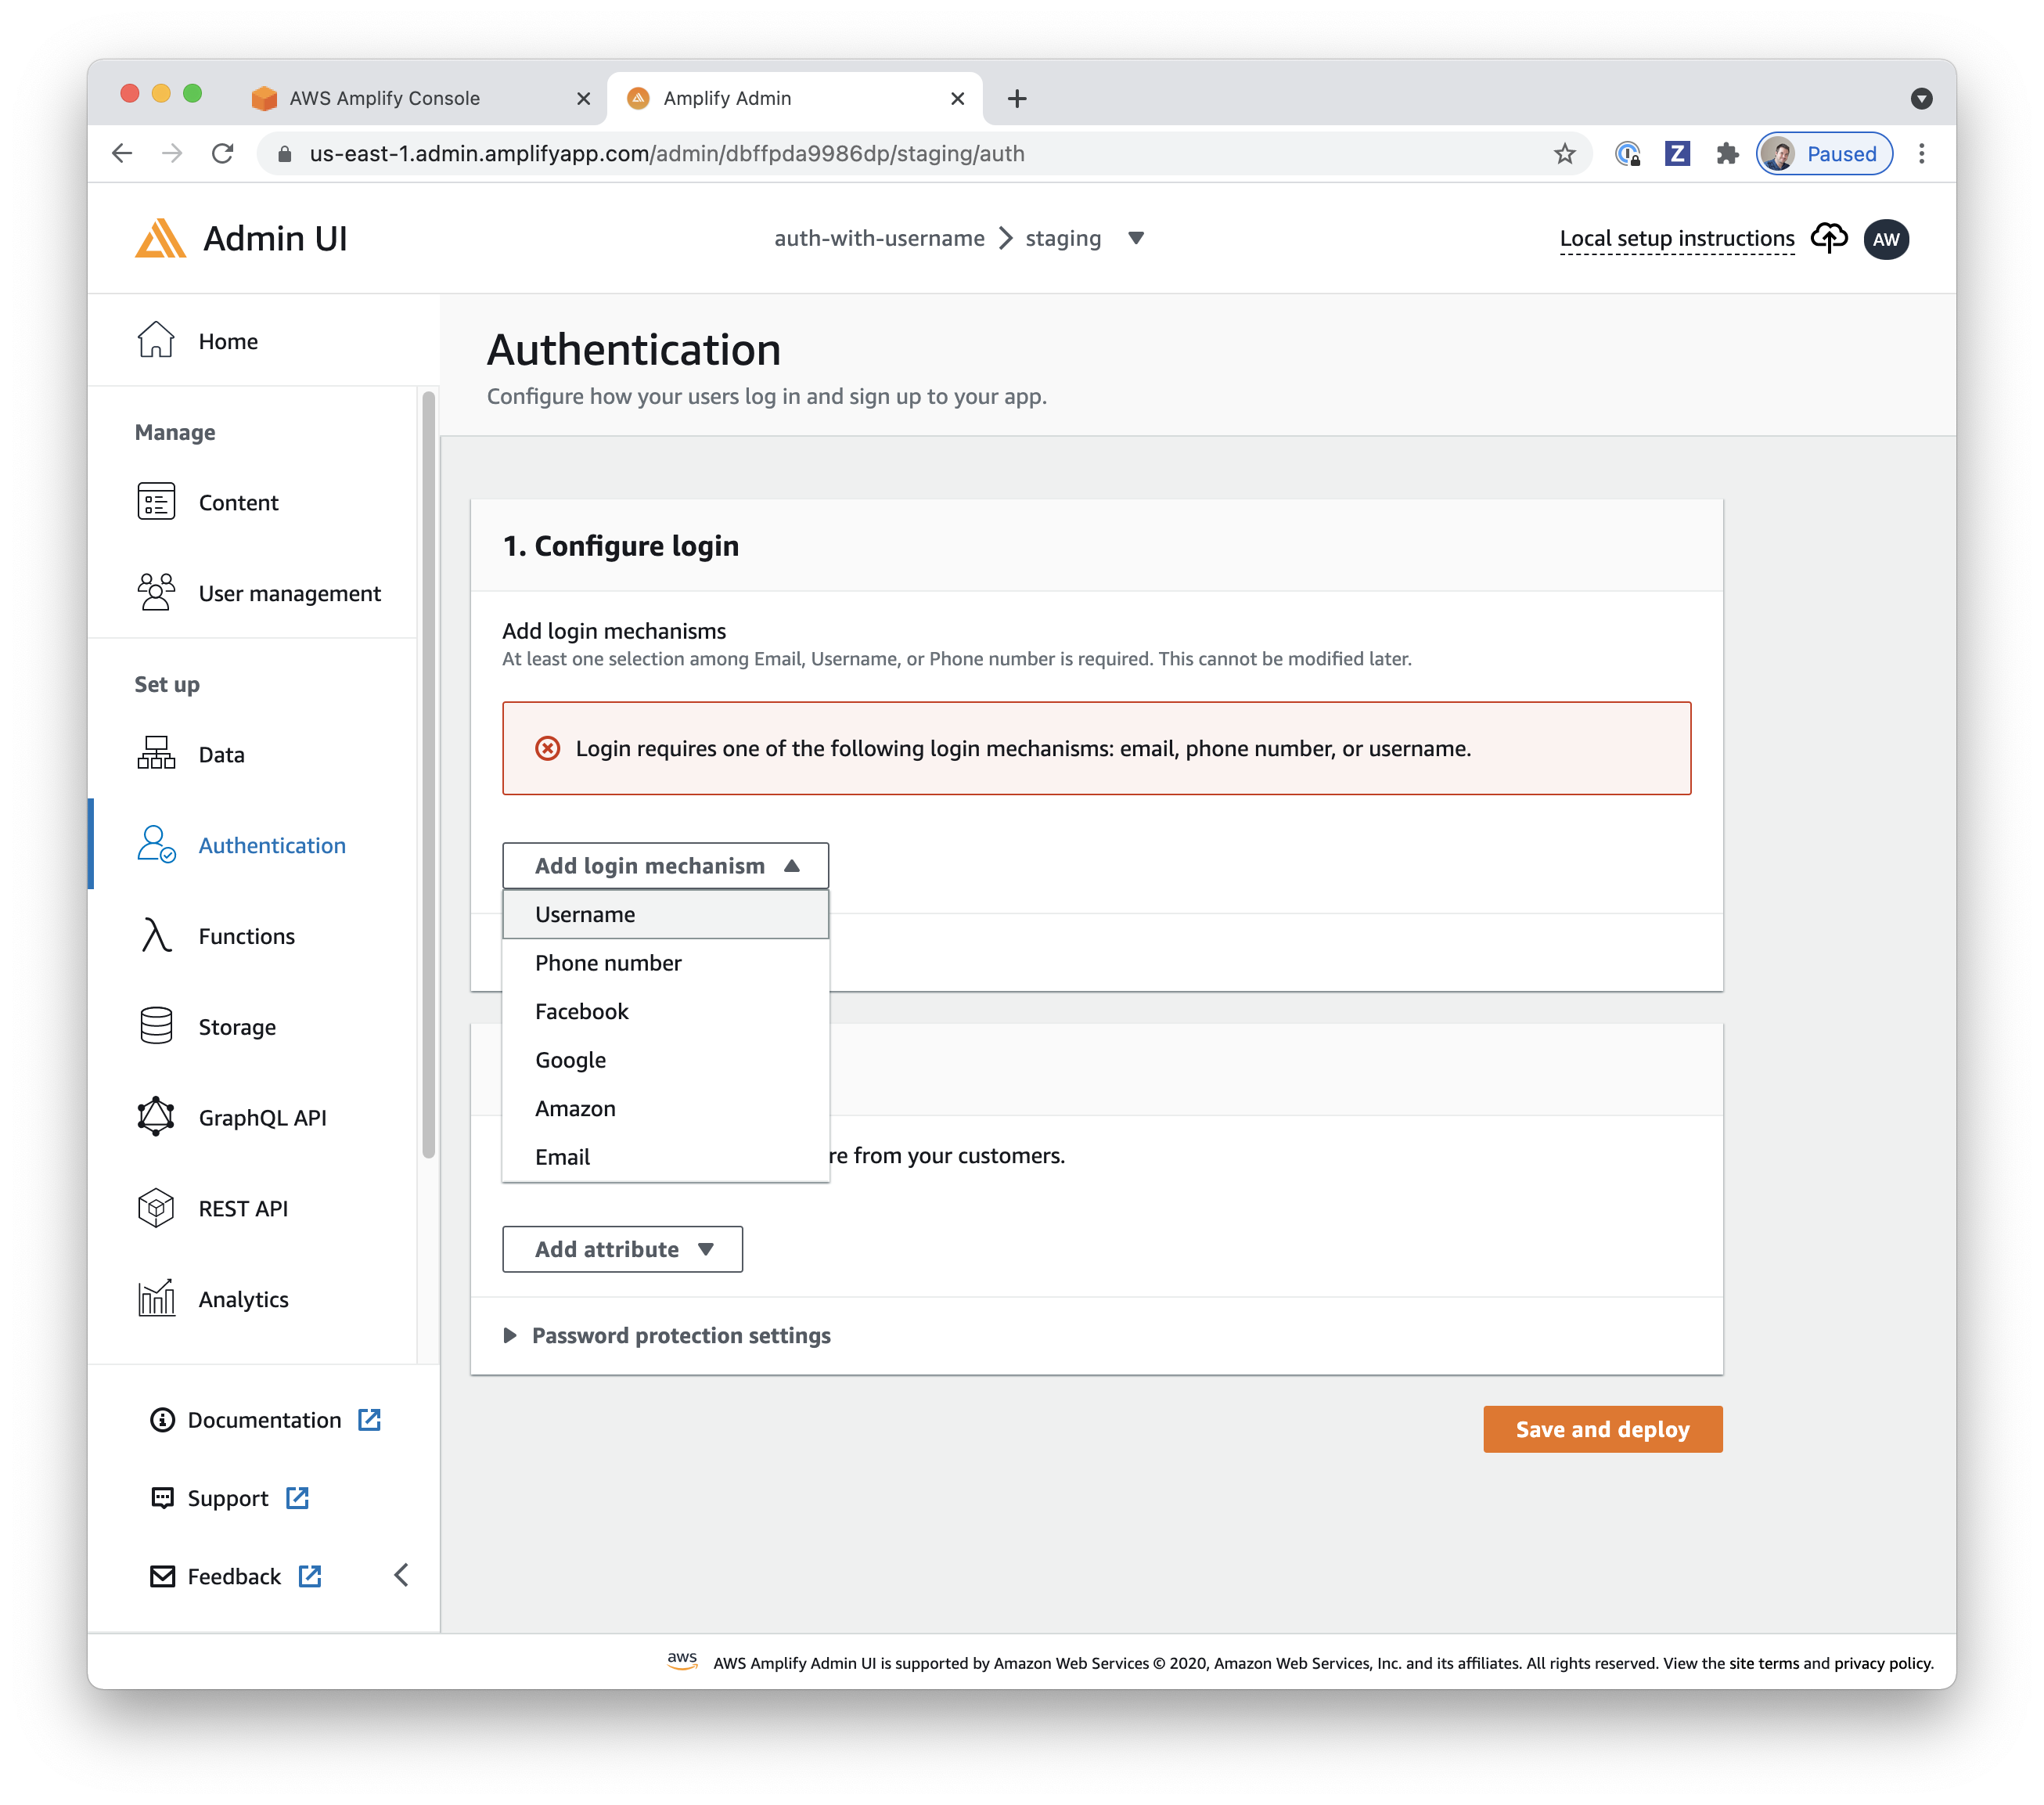 AWS Amplify Console
Amplify Admin
us-east-1.admin.amplifyapp.com/admin/dbffpda9986dp/staging/auth
Z
Paused
Admin UI
auth-with-username
staging
Local setup instructions
AW
Home
Manage
Content
User management
Set up
Data
Authentication
Functions
Storage
GraphQL API
REST API
Analytics
Documentation
Support
Feedback
Authentication
Configure how your users log in and sign up to your app.
1. Configure login
Add login mechanisms
At least one selection among Email, Username, or Phone number is required. This cannot be modified later.
Login requires one of the following login mechanisms: email, phone number, or username.
Add login mechanism
Username
Phone number
Facebook
Google
Amazon
Email
re from your customers.
Add attribute
Password protection settings
Save and deploy
aws
AWS Amplify Admin UI is supported by Amazon Web Services © 2020, Amazon Web Services, Inc. and its affiliates. All rights reserved. View the site terms and privacy policy.